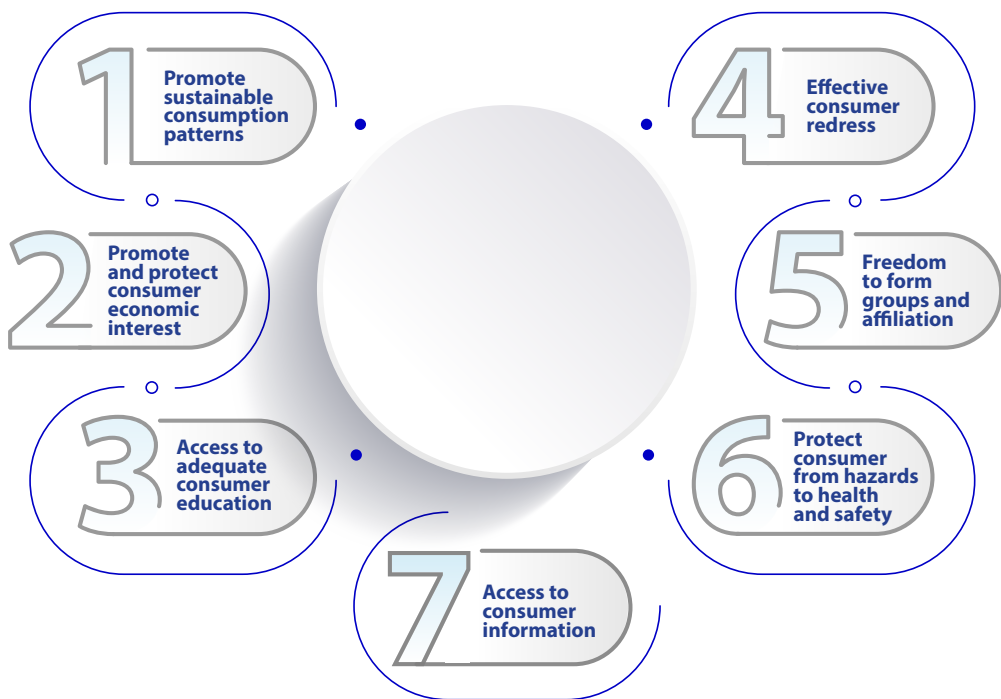 1
Promote
sustainable
consumption
patterns
2
Promote
and protect
consumer
economic
interest
3
Access to
adequate
consumer
education
4
Effective
consumer
redress
5
Freedom
to form
groups and
affiliation
6
Protect
consumer
from hazards
to health
and safety
7
Access to
consumer
information